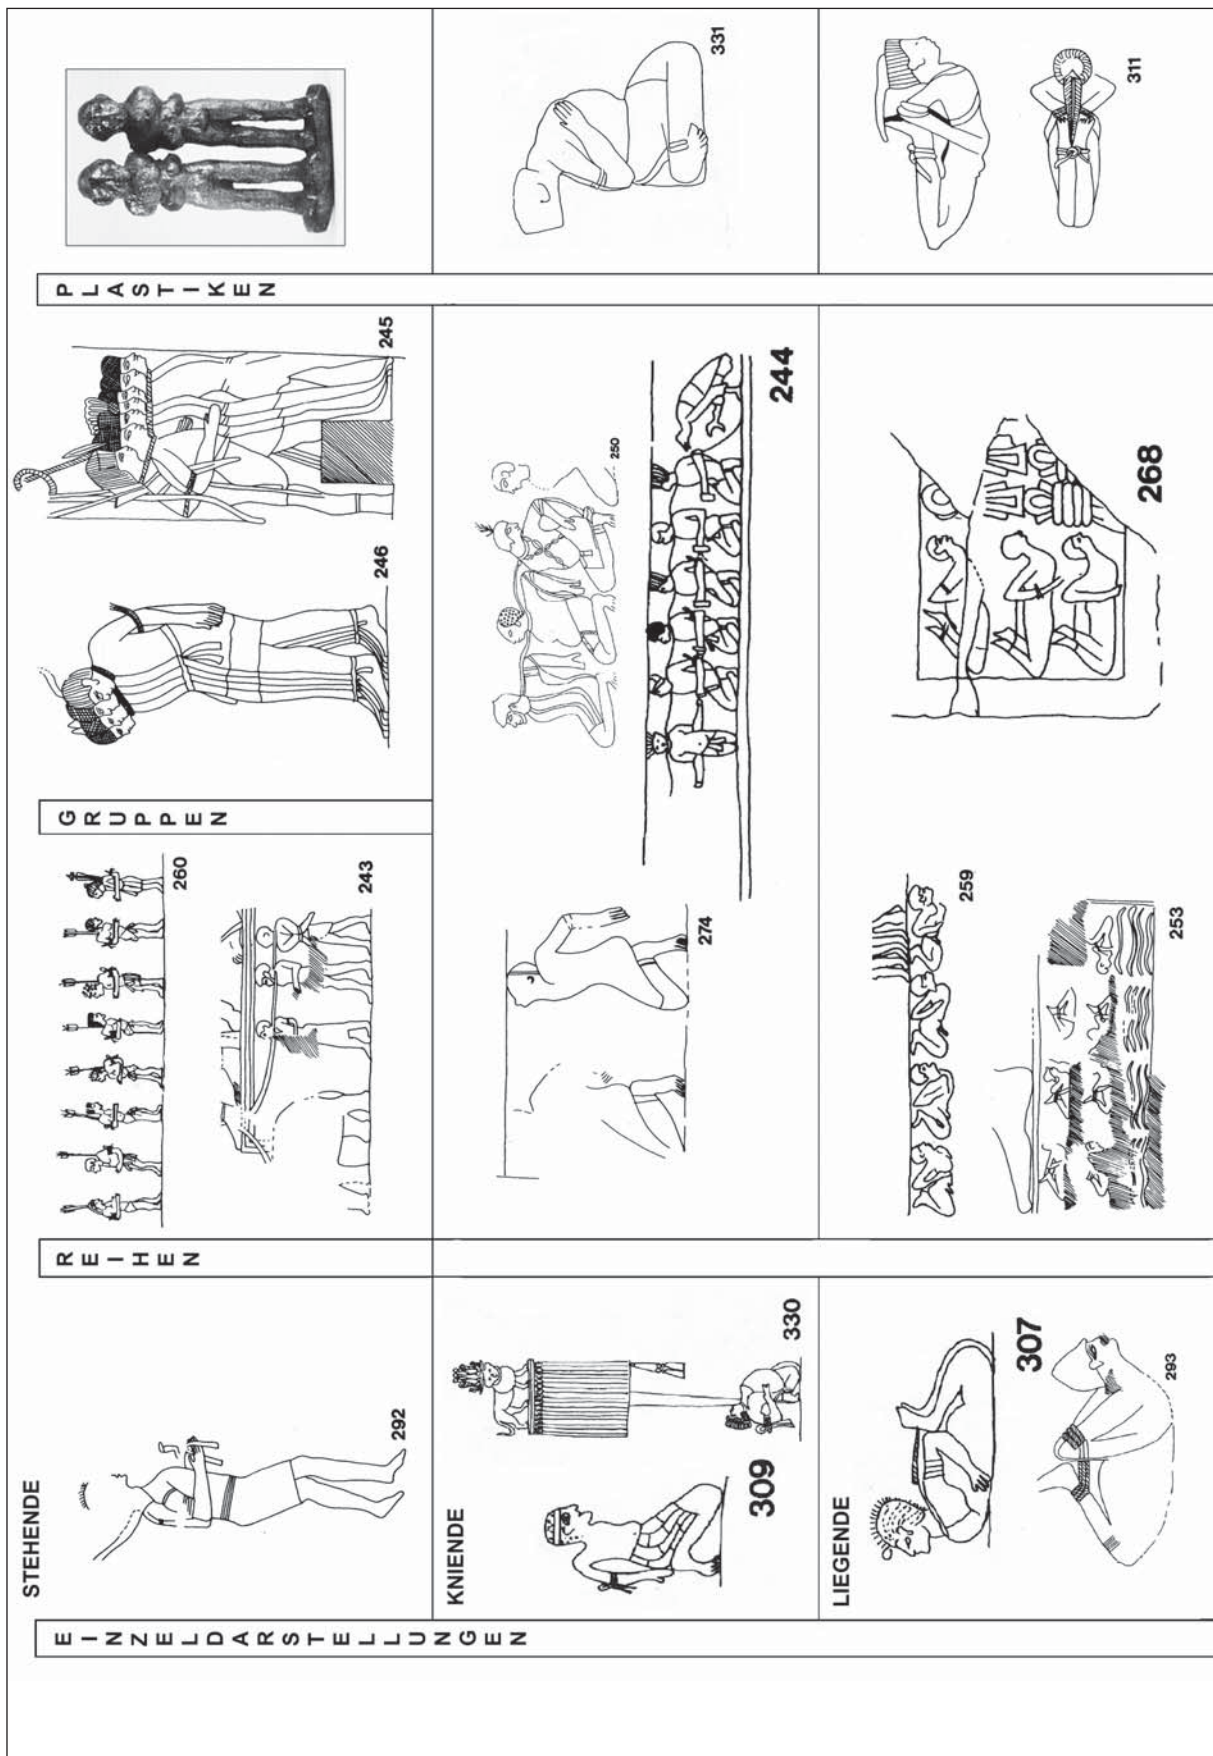 EINZELDARSTELLUNGEN
STEHENDE
292
REIHEN
260
243
GRUPPEN
246
245
PLASTIKEN
KNIENDE
309
330
274
250
244
331
LIEGENDE
307
293
259
253
268
311